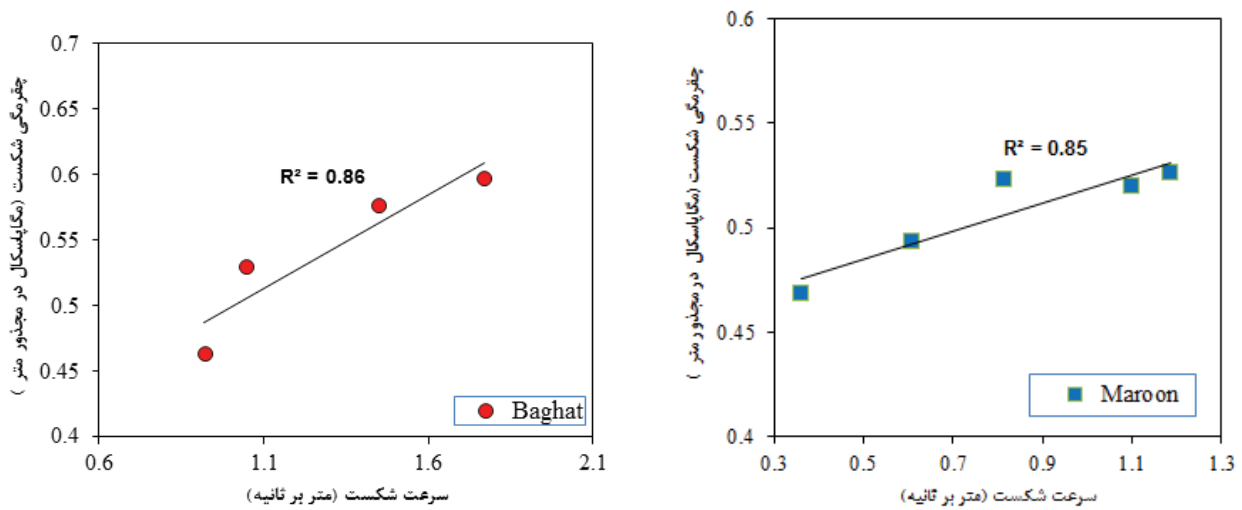 چقرمگی شکست (مگاپاسکال در مجذور متر )
0.7
0.65
0.6
0.55
0.5
0.45
0.4
R² = 0.86
Baghat
0.6 1.1 1.6 2.1
سرعت شکست (متر بر ثانیه)
چقرمگی شکست (مگاپاسکال در مجذور متر )
0.6
0.55
0.5
0.45
0.4
R² = 0.85
Maroon
0.3 0.5 0.7 0.9 1.1 1.3
سرعت شکست (متر بر ثانیه)